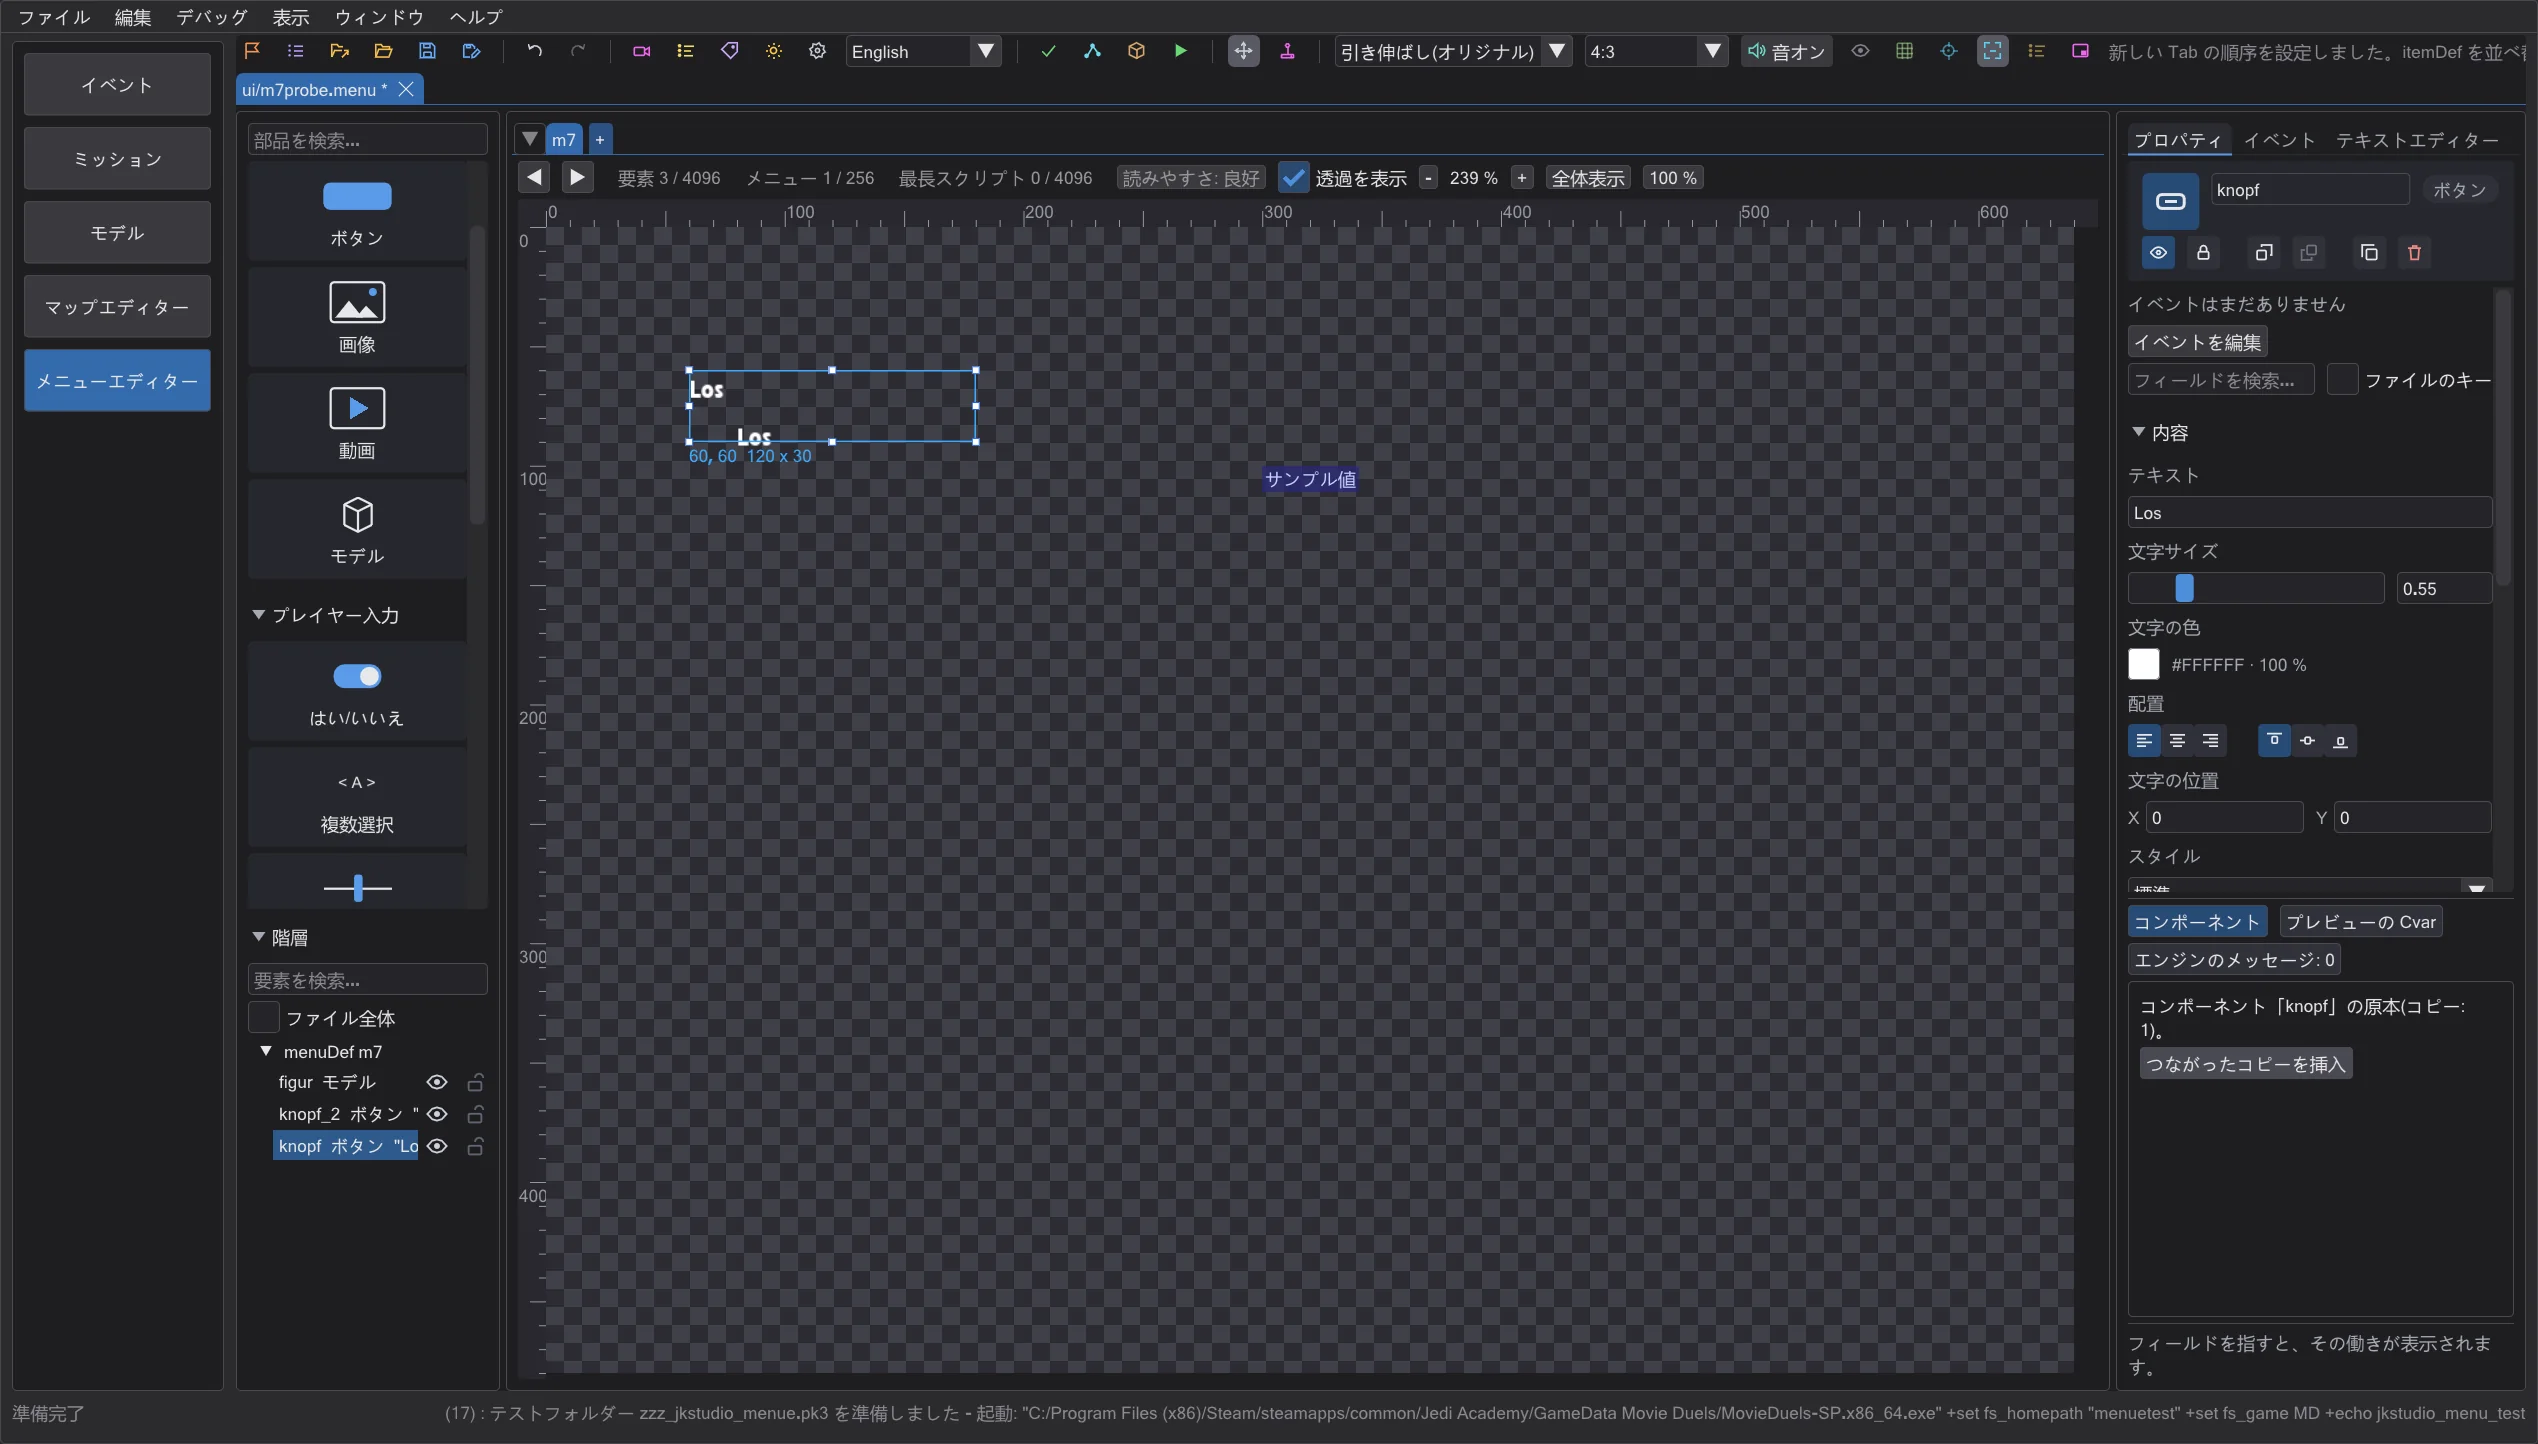 ファイル 編集 デバッグ 表示 ウィンドウ ヘルプ
イベント
ミッション
モデル
マップエディター
メニューエディター
English
引き伸ばし(オリジナル)
4:3
音オン
新しい Tab の順序を設定しました。itemDef を並べ
ui/m7probe.menu *
部品を検索...
ボタン
画像
動画
モデル
プレイヤー入力
はい/いいえ
< A >
複数選択
階層
要素を検索...
ファイル全体
menuDef m7
figur モデル
knopf_2 ボタン "
knopf ボタン "Lo
m7 +
要素 3 / 4096 メニュー 1 / 256 最長スクリプト 0 / 4096 読みやすさ: 良好 透過を表示 - 239 % + 全体表示 100 %
0 100 200 300 400 500 600
0
100
200
300
400
Los
Los
60, 60 120 x 30
サンプル値
プロパティ イベント テキストエディター
knopf ボタン
イベントはまだありません
イベントを編集
フィールドを検索... ファイルのキー
内容
テキスト
Los
文字サイズ
0.55
文字の色
#FFFFFF · 100 %
配置
文字の位置
X 0 Y 0
スタイル
標準
コンポーネント プレビューの Cvar
エンジンのメッセージ: 0
コンポーネント「knopf」の原本(コピー:
1)。
つながったコピーを挿入
フィールドを指すと、その働きが表示されま
す。
準備完了
(17) : テストフォルダー zzz_jkstudio_menue.pk3 を準備しました - 起動: "C:/Program Files (x86)/Steam/steamapps/common/Jedi Academy/GameData Movie Duels/MovieDuels-SP.x86_64.exe" +set fs_homepath "menuetest" +set fs_game MD +echo jkstudio_menu_test